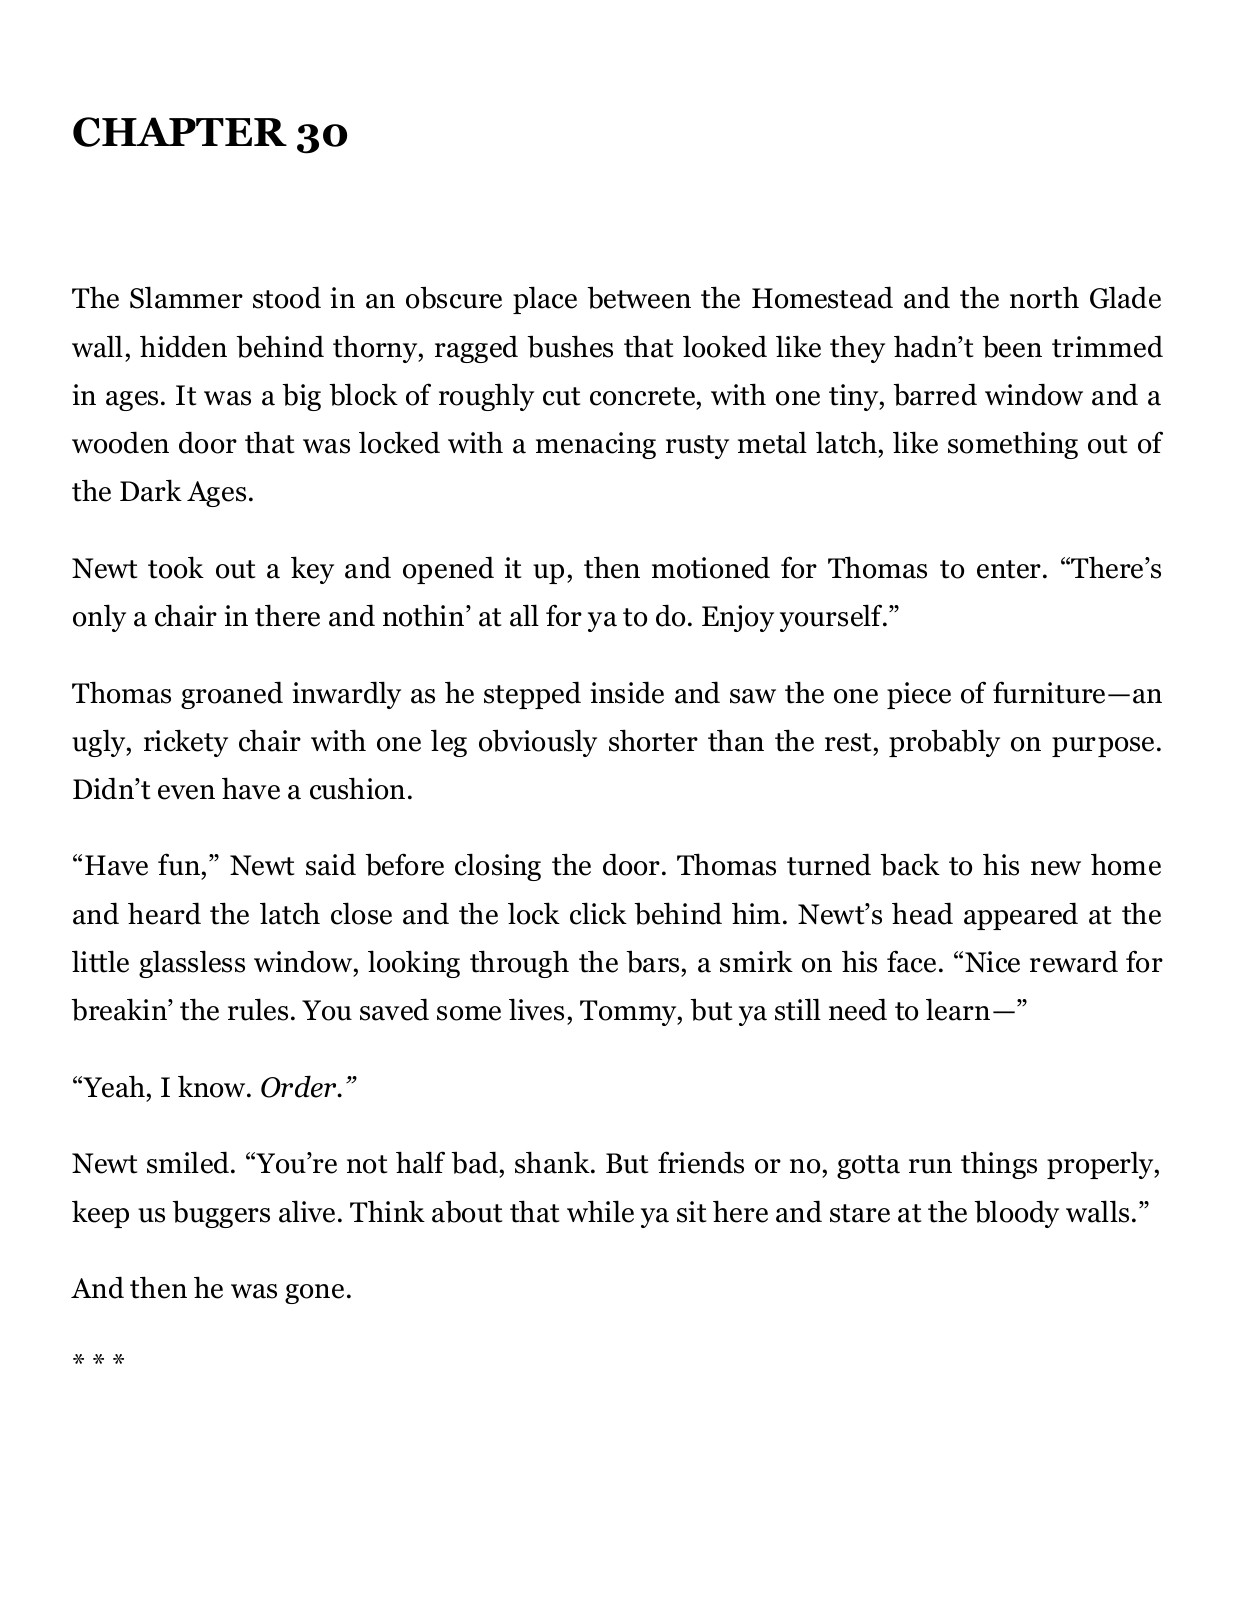 CHAPTER 30
The Slammer stood in an obscure place between the Homestead and the north Glade
wall, hidden behind thorny, ragged bushes that looked like they hadn’t been trimmed
in ages. It was a big block of roughly cut concrete, with one tiny, barred window and a
wooden door that was locked with a menacing rusty metal latch, like something out of
the Dark Ages.
Newt took out a key and opened it up, then motioned for Thomas to enter. “There’s
only a chair in there and nothin’ at all for ya to do. Enjoy yourself.”
Thomas groaned inwardly as he stepped inside and saw the one piece of furniture—an
ugly, rickety chair with one leg obviously shorter than the rest, probably on purpose.
Didn’t even have a cushion.
“Have fun,” Newt said before closing the door. Thomas turned back to his new home
and heard the latch close and the lock click behind him. Newt’s head appeared at the
little glassless window, looking through the bars, a smirk on his face. “Nice reward for
breakin’ the rules. You saved some lives, Tommy, but ya still need to learn—”
“Yeah, I know. Order.”
Newt smiled. “You’re not half bad, shank. But friends or no, gotta run things properly,
keep us buggers alive. Think about that while ya sit here and stare at the bloody walls.”
And then he was gone.
* * *